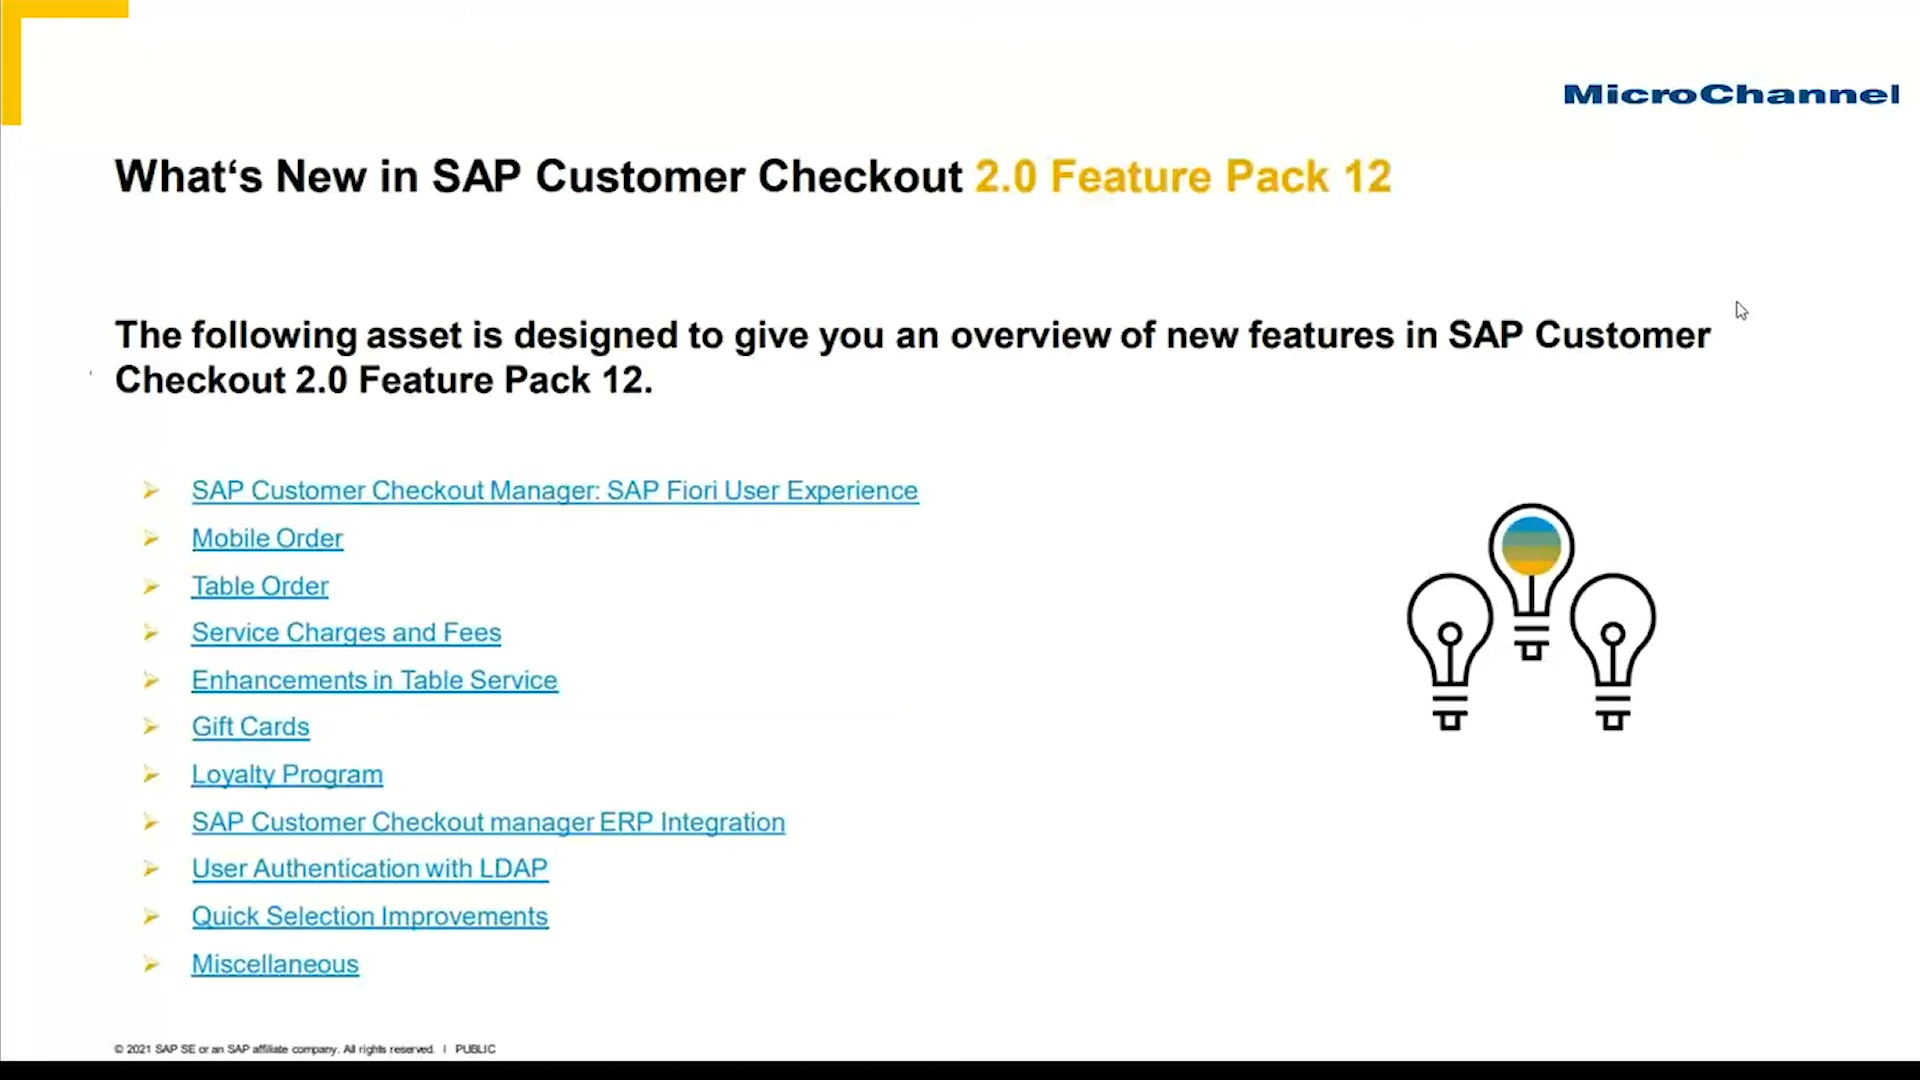 MicroChannel
What‘s New in SAP Customer Checkout 2.0 Feature Pack 12
The following asset is designed to give you an overview of new features in SAP Customer
Checkout 2.0 Feature Pack 12.
SAP Customer Checkout Manager: SAP Fiori User Experience
Mobile Order
Table Order
Service Charges and Fees
Enhancements in Table Service
Gift Cards
Loyalty Program
SAP Customer Checkout manager ERP Integration
User Authentication with LDAP
Quick Selection Improvements
Miscellaneous
© 2021 SAP SE or an SAP affiliate company. All rights reserved. I PUBLIC